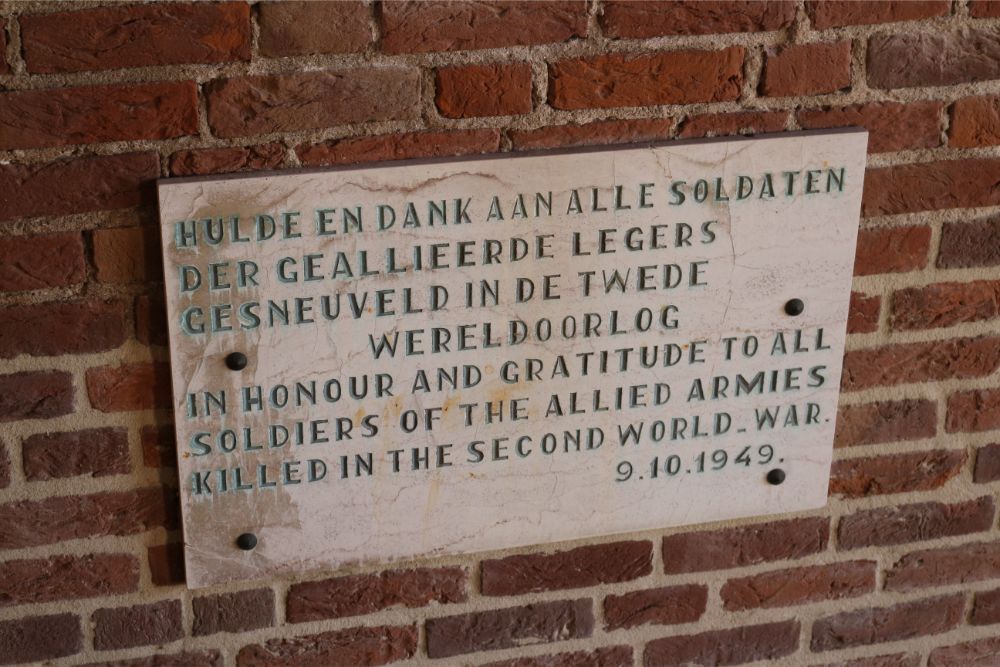 HULDE EN DANK AAN ALLE SOLDATEN
DER GEALLIEERDE LEGERS
GESNEUVELD IN DE TWEDE
WERELDOORLOG
IN HONOUR AND GRATITUDE TO ALL
SOLDIERS OF THE ALLIED ARMIES
KILLED IN THE SECOND WORLD-WAR.
9.10.1949.